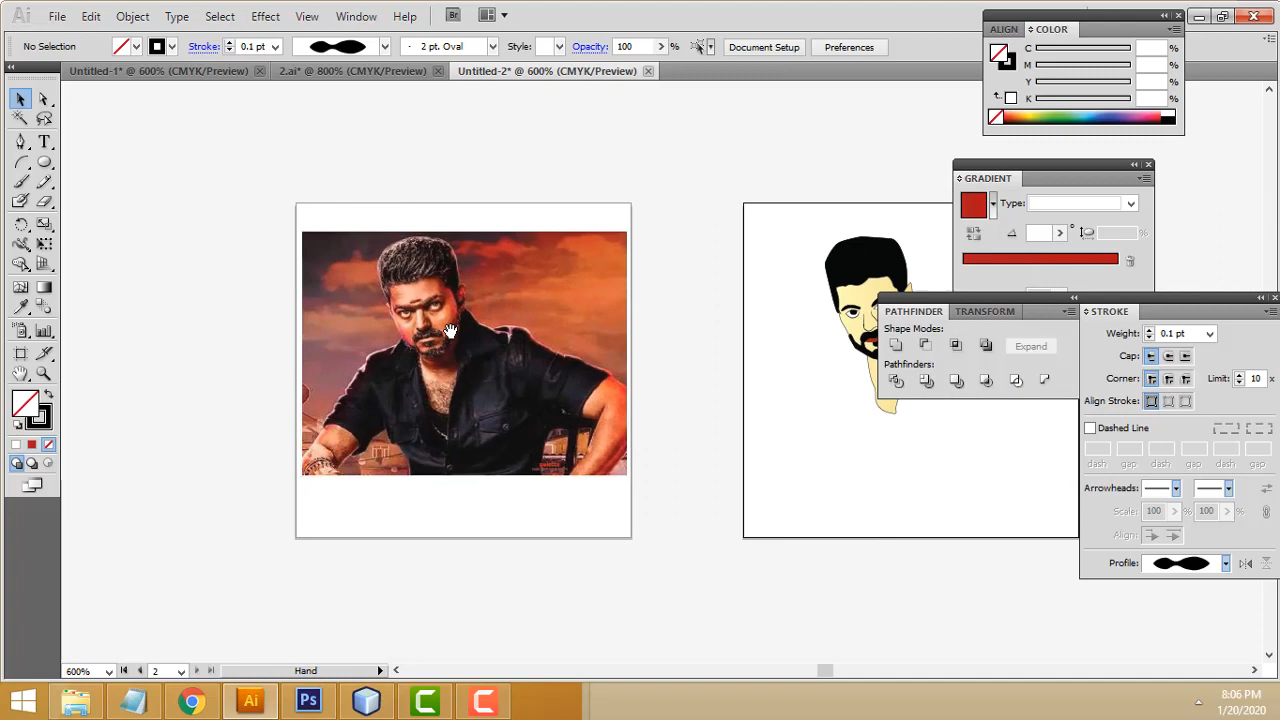 Ai File Edit Object Type Select Effect View Window Help Br
No Selection Stroke: 0.1 pt 2 pt. Oval Style: Opacity: 100 % Document Setup Preferences
Untitled-1* @ 600% (CMYK/Preview) 2.ai* @ 800% (CMYK/Preview) Untitled-2* @ 600% (CMYK/Preview)
ALIGN COLOR
C %
M %
Y %
K %
GRADIENT
Type:
° %
PATHFINDER TRANSFORM
Shape Modes:
Expand
Pathfinders:
STROKE
Weight: 0.1 pt
Cap:
Corner: Limit: 10 x
Align Stroke:
Dashed Line
dash gap dash gap dash gap
Arrowheads:
Scale: 100 % 100 %
Align:
Profile:
T
600% 2 Hand
Ai Ps C C
8:06 PM
1/20/2020